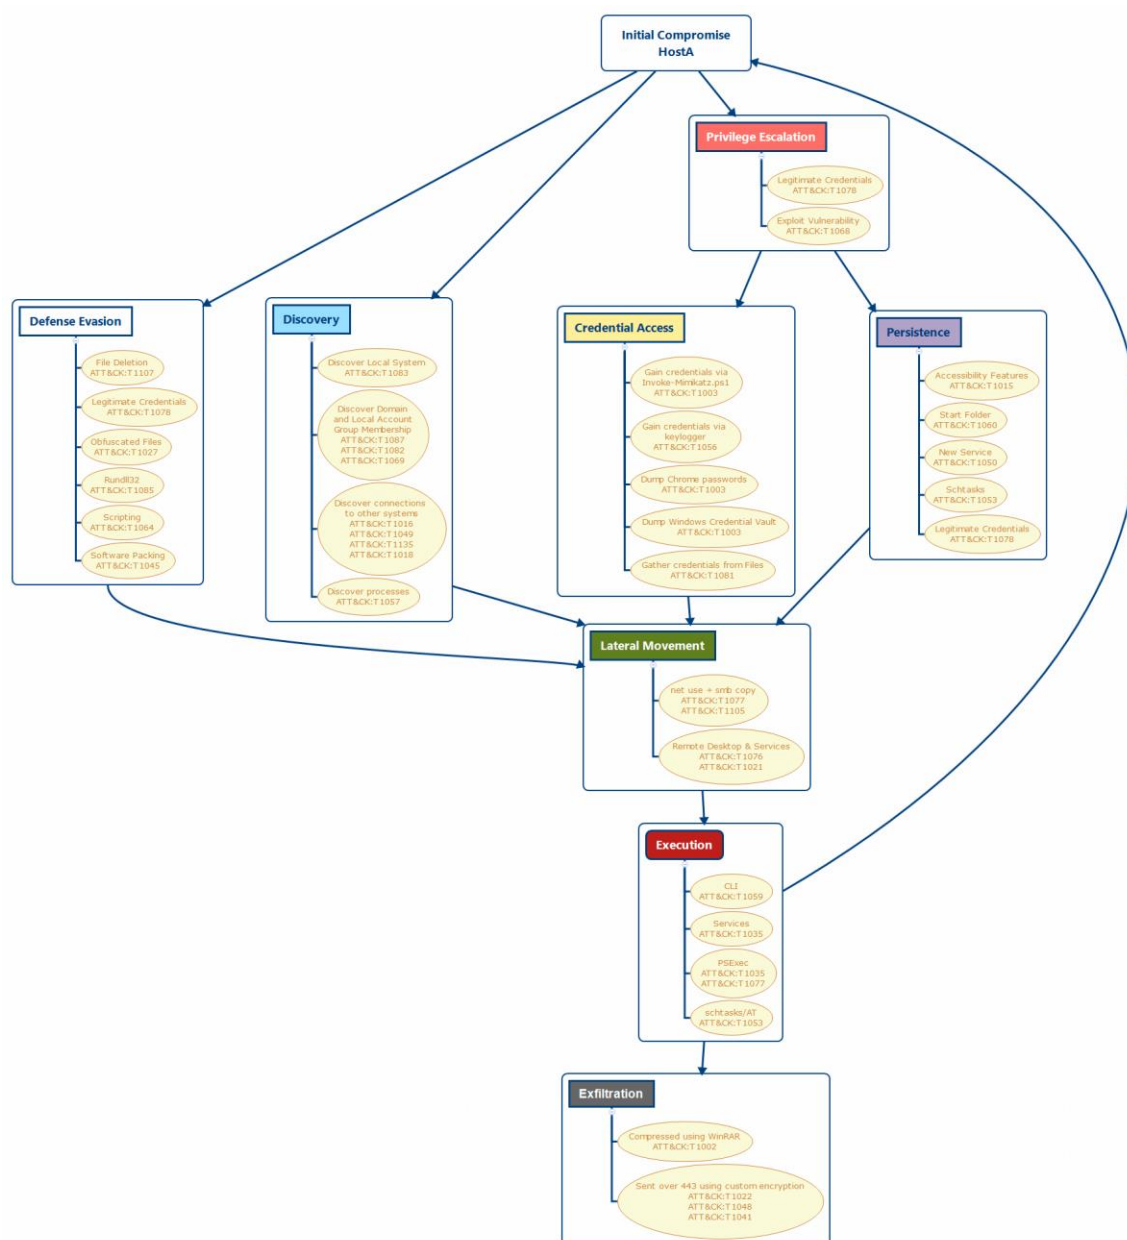 Initial Compromise
HostA
Privilege Escalation
Legitimate Credentials
ATT&CK:T1078
Exploit Vulnerability
ATT&CK:T1068
Defense Evasion
File Deletion
ATT&CK:T1107
Legitimate Credentials
ATT&CK:T1078
Obfuscated Files
ATT&CK:T1027
Rundll32
ATT&CK:T1085
Scripting
ATT&CK:T1064
Software Packing
ATT&CK:T1045
Discovery
Discover Local System
ATT&CK:T1083
Discover Domain
and Local Account
Group Membership
ATT&CK:T1087
ATT&CK:T1082
ATT&CK:T1069
Discover connections
to other systems
ATT&CK:T1016
ATT&CK:T1049
ATT&CK:T1135
ATT&CK:T1018
Discover processes
ATT&CK:T1057
Credential Access
Gain credentials via
Invoke-Mimikatz.ps1
ATT&CK:T1003
Gain credentials via
keylogger
ATT&CK:T1056
Dump Chrome passwords
ATT&CK:T1003
Dump Windows Credential Vault
ATT&CK:T1003
Gather credentials from Files
ATT&CK:T1081
Persistence
Accessibility Features
ATT&CK:T1015
Start Folder
ATT&CK:T1060
New Service
ATT&CK:T1050
Schtasks
ATT&CK:T1053
Legitimate Credentials
ATT&CK:T1078
Lateral Movement
net use + smb copy
ATT&CK:T1077
ATT&CK:T1105
Remote Desktop & Services
ATT&CK:T1076
ATT&CK:T1021
Execution
CLI
ATT&CK:T1059
Services
ATT&CK:T1035
PSExec
ATT&CK:T1035
ATT&CK:T1077
schtasks/AT
ATT&CK:T1053
Exfiltration
Compressed using WinRAR
ATT&CK:T1002
Sent over 443 using custom encryption
ATT&CK:T1022
ATT&CK:T1048
ATT&CK:T1041